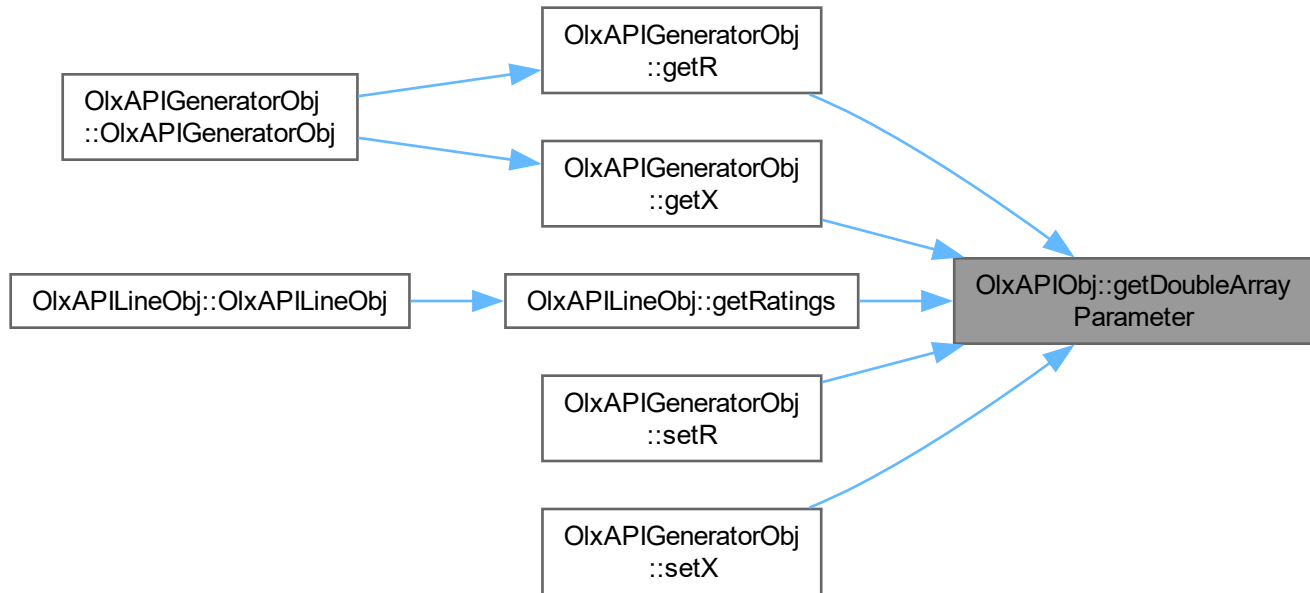 OlxAPIGeneratorObj
::OlxAPIGeneratorObj
OlxAPIGeneratorObj
::getR
OlxAPIGeneratorObj
::getX
OlxAPILineObj::OlxAPILineObj
OlxAPILineObj::getRatings
OlxAPIObj::getDoubleArray
Parameter
OlxAPIGeneratorObj
::setR
OlxAPIGeneratorObj
::setX